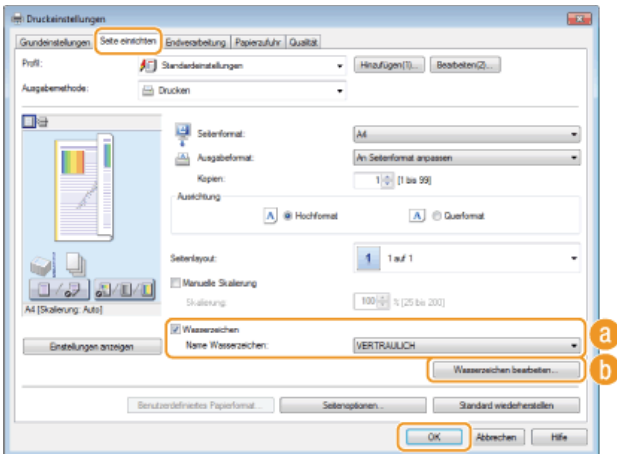 Druckeinstellungen
Grundeinstellungen Seite einrichten Endverarbeitung Papierzufuhr Qualität
Profil: Standardeinstellungen Hinzufügen(1)... Bearbeiten(2)...
Ausgabemethode: Drucken
Seitenformat: A4
Ausgabeformat: An Seitenformat anpassen
Kopien: 1 [1 bis 99]
Ausrichtung
A Hochformat A Querformat
Seitenlayout: 1 1 auf 1
Manuelle Skalierung
Skalierung: 100 % [25 bis 200]
A4 [Skalierung: Auto]
Wasserzeichen
Name Wasserzeichen: VERTRAULICH
a
Einstellungen anzeigen
Wasserzeichen bearbeiten...
b
Benutzerdefiniertes Papierformat... Seitenoptionen... Standard wiederherstellen
OK Abbrechen Hilfe